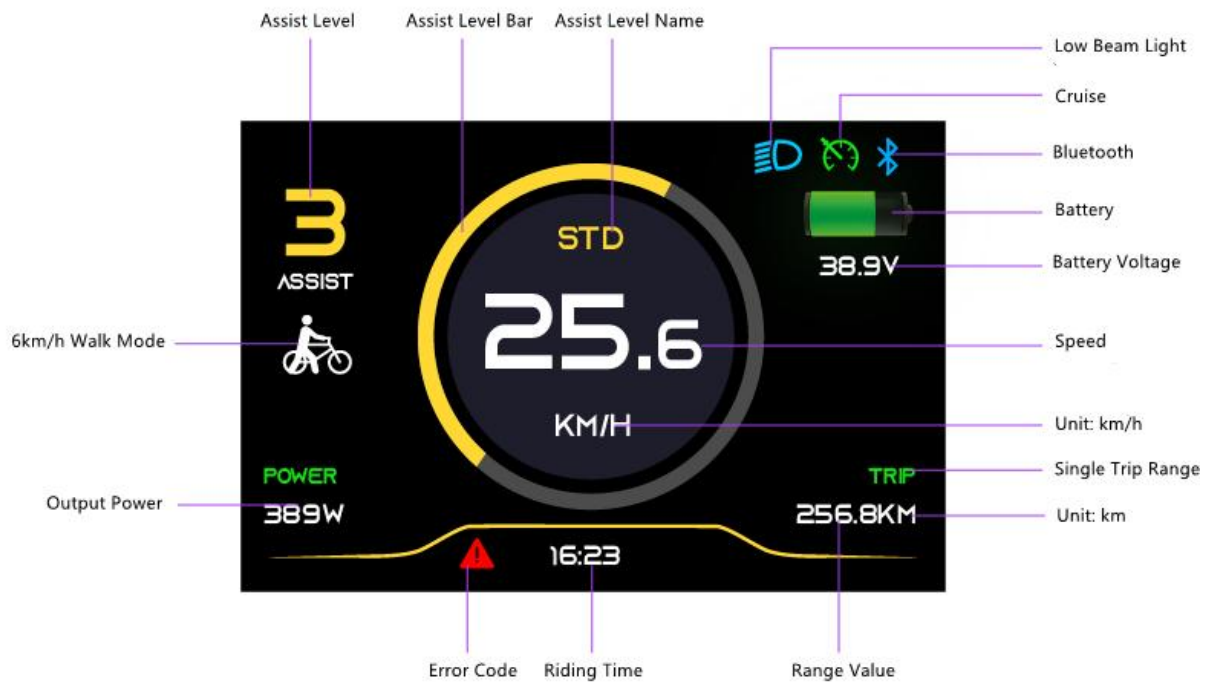 Assist Level
Assist Level Bar
Assist Level Name
Low Beam Light
Cruise
Bluetooth
Battery
Battery Voltage
3
ASSIST
STD
38.9V
6km/h Walk Mode
25.6
Speed
KM/H
Unit: km/h
POWER
TRIP
Single Trip Range
Output Power
389W
256.8KM
Unit: km
16:23
Error Code
Riding Time
Range Value